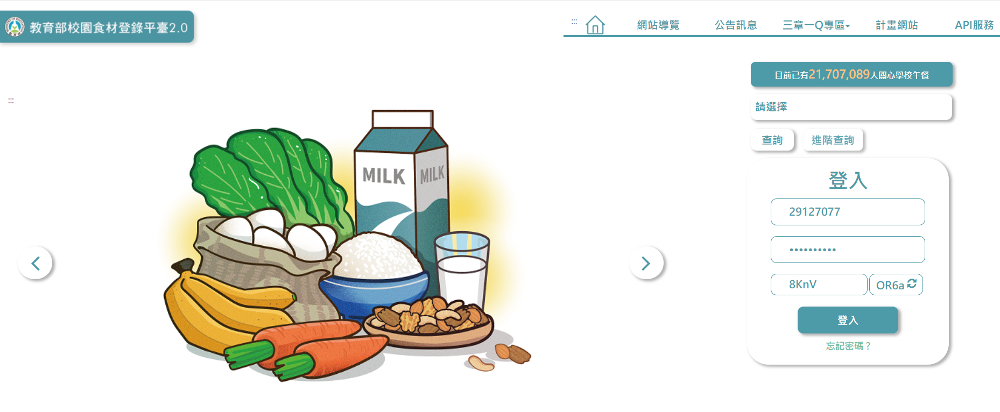 教育部校園食材登錄平臺2.0
:::
網站導覽
公告訊息
三章一Q專區
計畫網站
API服務
目前已有21,707,089人關心學校午餐
:::
請選擇
查詢
進階查詢
MILK
MILK
登入
29127077
••••••••••
8KnV
OR6a
登入
忘記密碼？